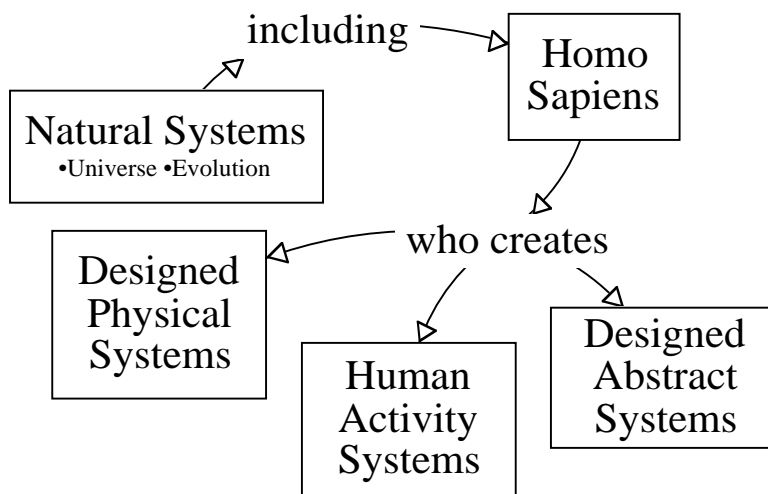 including
Homo
Sapiens
Natural Systems
•Universe •Evolution
who creates
Designed
Physical
Systems
Human
Activity
Systems
Designed
Abstract
Systems